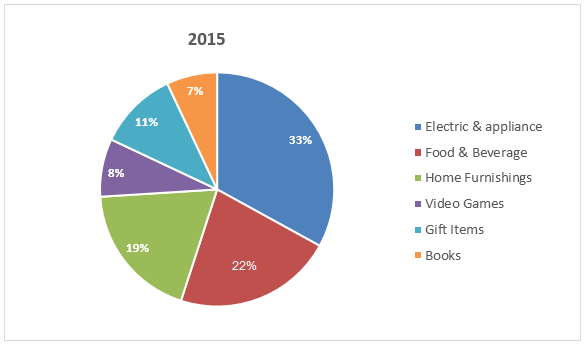 2015
7%
11%
33%
8%
19%
22%
Electric & appliance
Food & Beverage
Home Furnishings
Video Games
Gift Items
Books